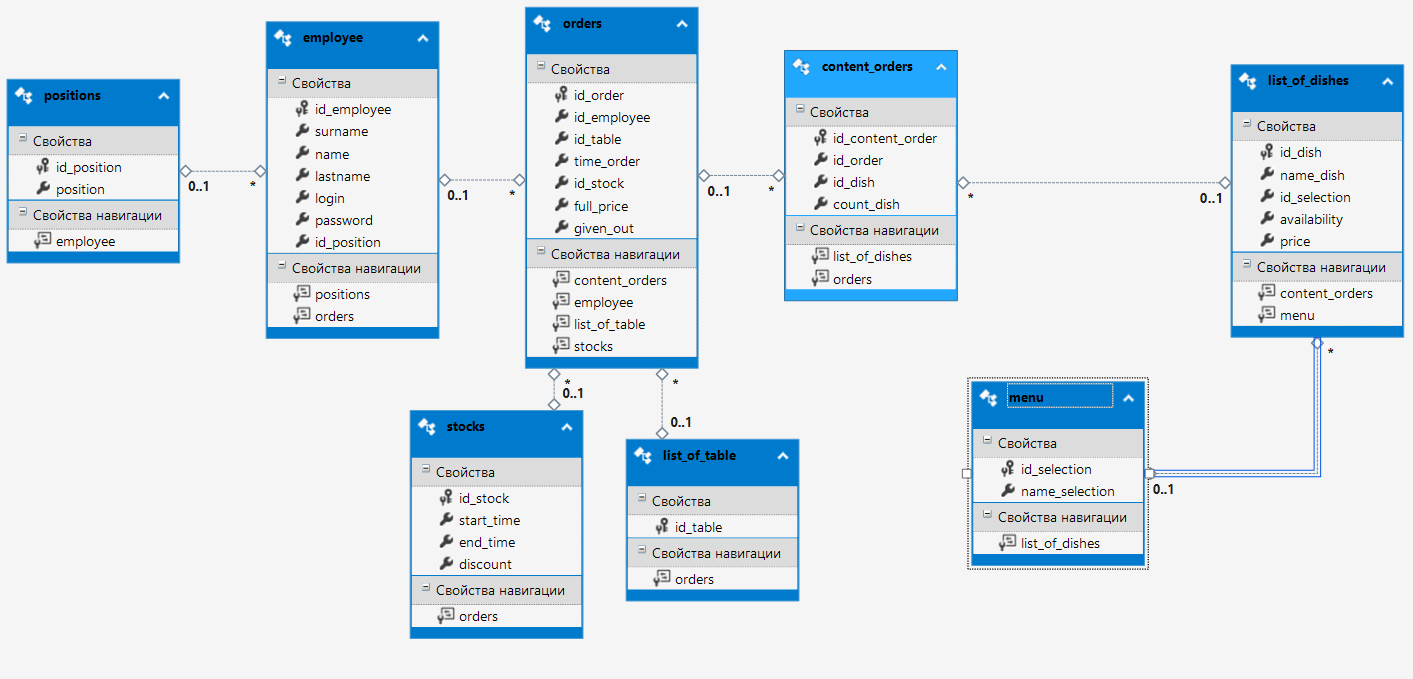 positions
Свойства
id_position
position
Свойства навигации
employee
0..1
*
employee
Свойства
id_employee
surname
name
lastname
login
password
id_position
Свойства навигации
positions
orders
0..1
*
orders
Свойства
id_order
id_employee
id_table
time_order
id_stock
full_price
given_out
Свойства навигации
content_orders
employee
list_of_table
stocks
0..1
*
content_orders
Свойства
id_content_order
id_order
id_dish
count_dish
Свойства навигации
list_of_dishes
orders
*
0..1
list_of_dishes
Свойства
id_dish
name_dish
id_selection
availability
price
Свойства навигации
content_orders
menu
*
0..1
*
0..1
stocks
Свойства
id_stock
start_time
end_time
discount
Свойства навигации
orders
*
0..1
list_of_table
Свойства
id_table
Свойства навигации
orders
menu
Свойства
id_selection
name_selection
Свойства навигации
list_of_dishes